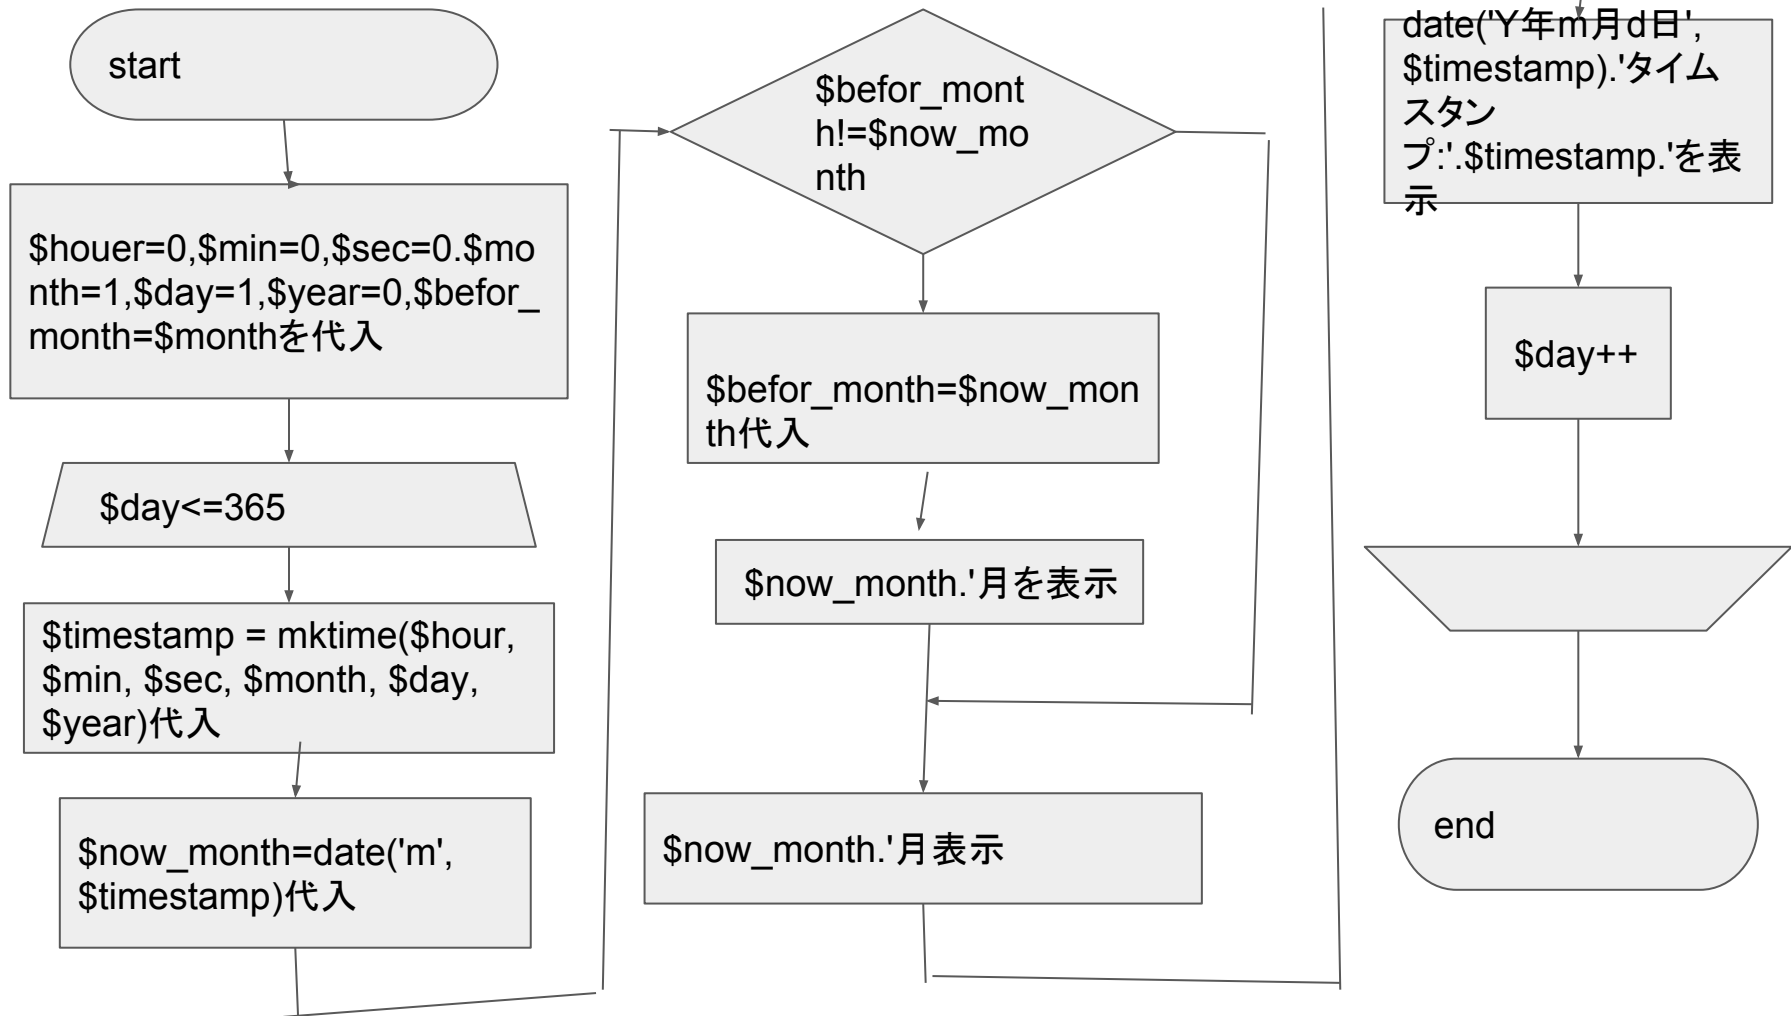 start
$houer=0,$min=0,$sec=0.$mo
nth=1,$day=1,$year=0,$befor_
month=$monthを代入
$day<=365
$timestamp = mktime($hour,
$min, $sec, $month, $day,
$year)代入
$now_month=date('m',
$timestamp)代入
$befor_mont
h!=$now_mo
nth
$befor_month=$now_mon
th代入
$now_month.'月を表示
$now_month.'月表示
date('Y年m月d日',
$timestamp).'タイム
スタン
プ:'.$timestamp.'を表
示
$day++
end